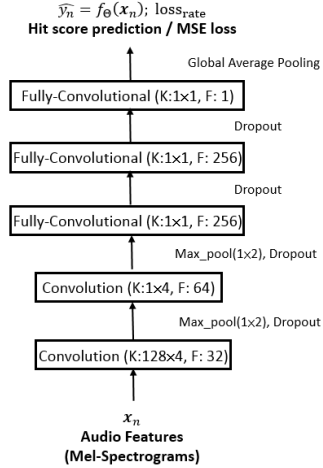 ŷₙ = f_Θ(𝒙ₙ); loss_rate
Hit score prediction / MSE loss
Global Average Pooling
Fully-Convolutional (K:1×1, F: 1)
Dropout
Fully-Convolutional (K:1×1, F: 256)
Dropout
Fully-Convolutional (K:1×1, F: 256)
Max_pool(1×2), Dropout
Convolution (K:1×4, F: 64)
Max_pool(1×2), Dropout
Convolution (K:128×4, F: 32)
𝒙ₙ
Audio Features
(Mel-Spectrograms)